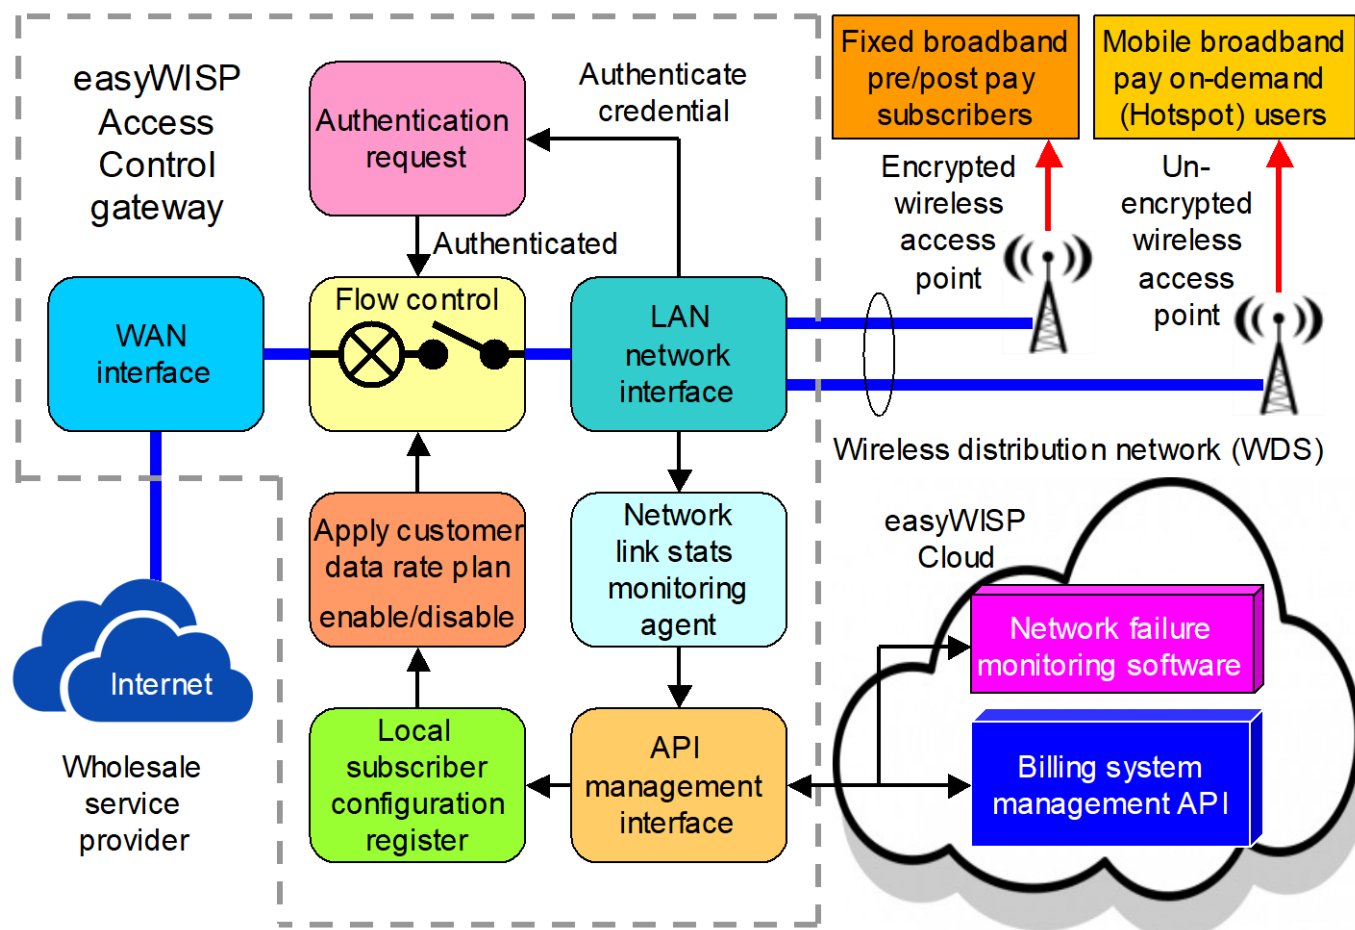 easyWISP
Access
Control
gateway
Authentication
request
Authenticate
credential
Authenticated
Fixed broadband
pre/post pay
subscribers
Mobile broadband
pay on-demand
(Hotspot) users
Encrypted
wireless
access
point
Un-
encrypted
wireless
access
point
WAN
interface
Flow control
LAN
network
interface
Wireless distribution network (WDS)
Apply customer
data rate plan
enable/disable
Network
link stats
monitoring
agent
easyWISP
Cloud
Network failure
monitoring software
Internet
Wholesale
service
provider
Local
subscriber
configuration
register
API
management
interface
Billing system
management API